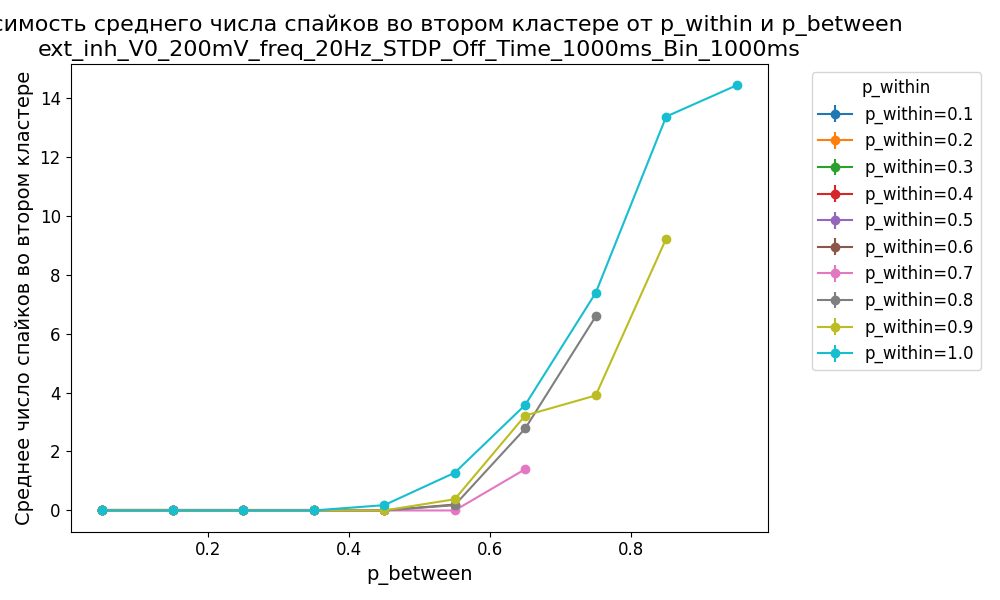 симость среднего числа спайков во втором кластере от p_within и p_between
ext_inh_V0_200mV_freq_20Hz_STDP_Off_Time_1000ms_Bin_1000ms
Среднее число спайков во втором кластере
14
12
10
8
6
4
2
0
0.2
0.4
0.6
0.8
p_between
p_within
p_within=0.1
p_within=0.2
p_within=0.3
p_within=0.4
p_within=0.5
p_within=0.6
p_within=0.7
p_within=0.8
p_within=0.9
p_within=1.0